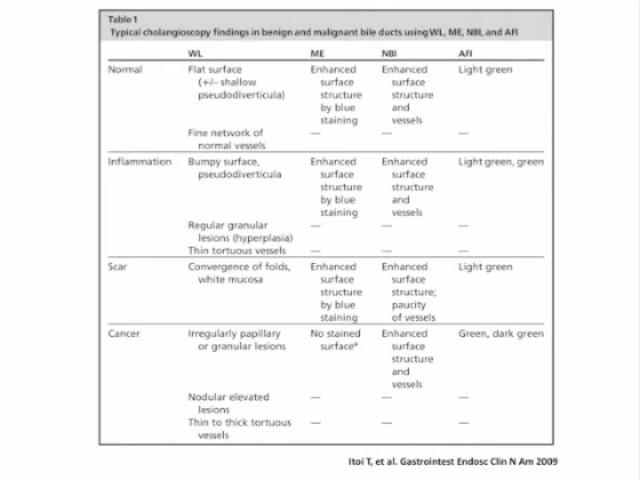 Table 1
Typical cholangioscopy findings in benign and malignant bile ducts using WL, ME, NBI, and AFI
WL ME NBI AFI
Normal Flat surface Enhanced Enhanced Light green
(+/– shallow surface surface
pseudodiverticula) structure structure
by blue and
staining vessels
Fine network of — — —
normal vessels
Inflammation Bumpy surface, Enhanced Enhanced Light green, green
pseudodiverticula surface surface
structure structure
by blue and
staining vessels
Regular granular — — —
lesions (hyperplasia)
Thin tortuous vessels — — —
Scar Convergence of folds, Enhanced Enhanced Light green
white mucosa surface surface
structure structure;
by blue paucity
staining of vessels
Cancer Irregularly papillary No stained Enhanced Green, dark green
or granular lesions surface* surface
structure
and
vessels
Nodular elevated — — —
lesions
Thin to thick tortuous — — —
vessels
Itoi T, et al. Gastrointest Endosc Clin N Am 2009